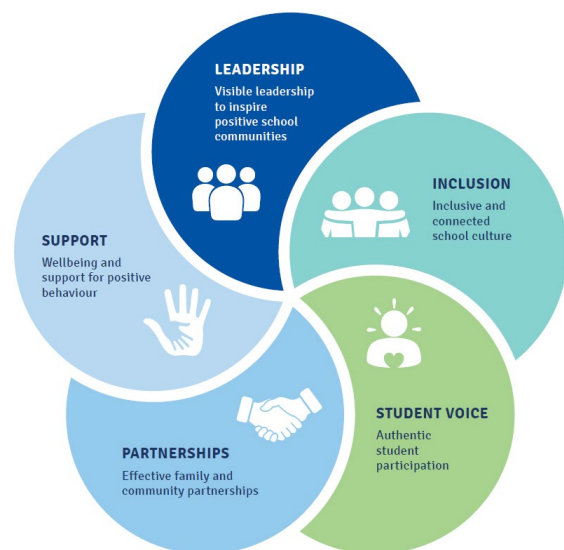 LEADERSHIP
Visible leadership
to inspire
positive school
communities
INCLUSION
Inclusive and
connected
school culture
STUDENT VOICE
Authentic
student
participation
PARTNERSHIPS
Effective family and
community partnerships
SUPPORT
Wellbeing and
support for positive
behaviour